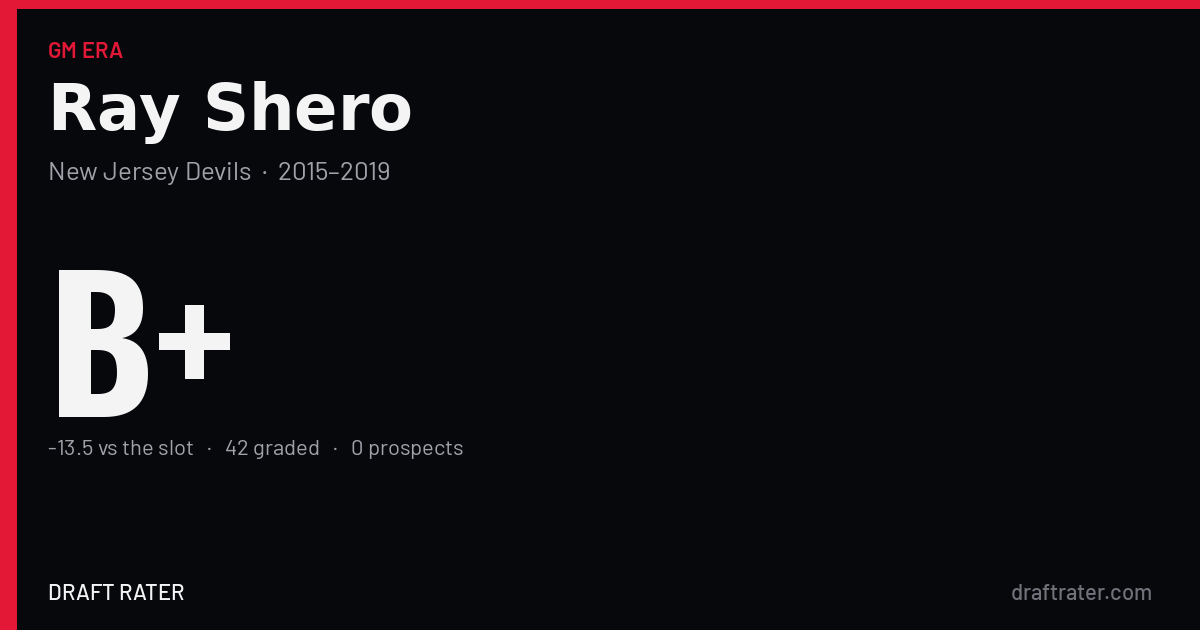 GM ERA
Ray Shero
New Jersey Devils · 2015–2019
B+
-13.5 vs the slot · 42 graded · 0 prospects
DRAFT RATER
draftrater.com